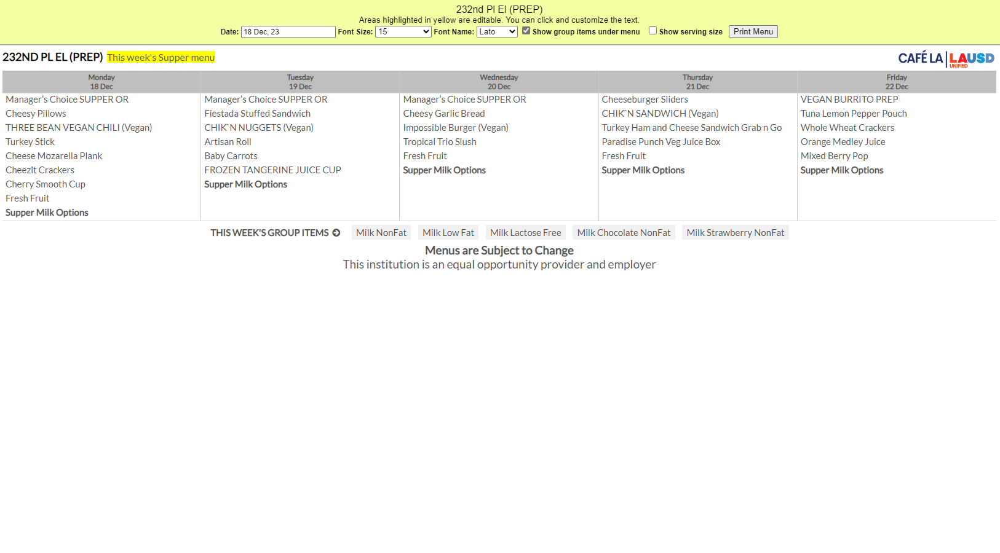 232nd Pl El (PREP)
Areas highlighted in yellow are editable. You can click and customize the text.
Date: 18 Dec, 23 Font Size: 15 Font Name: Lato Show group items under menu Show serving size Print Menu
232ND PL EL (PREP) This week's Supper menu
CAFÉ LA LAUSD
UNIFIED
Monday
18 Dec
Tuesday
19 Dec
Wednesday
20 Dec
Thursday
21 Dec
Friday
22 Dec
Manager’s Choice SUPPER OR
Cheesy Pillows
THREE BEAN VEGAN CHILI (Vegan)
Turkey Stick
Cheese Mozarella Plank
Cheezit Crackers
Cherry Smooth Cup
Fresh Fruit
Supper Milk Options
Manager’s Choice SUPPER OR
Fiestada Stuffed Sandwich
CHIK`N NUGGETS (Vegan)
Artisan Roll
Baby Carrots
FROZEN TANGERINE JUICE CUP
Supper Milk Options
Manager’s Choice SUPPER OR
Cheesy Garlic Bread
Impossible Burger (Vegan)
Tropical Trio Slush
Fresh Fruit
Supper Milk Options
Cheeseburger Sliders
CHIK`N SANDWICH (Vegan)
Turkey Ham and Cheese Sandwich Grab n Go
Paradise Punch Veg Juice Box
Fresh Fruit
Supper Milk Options
VEGAN BURRITO PREP
Tuna Lemon Pepper Pouch
Whole Wheat Crackers
Orange Medley Juice
Mixed Berry Pop
Supper Milk Options
THIS WEEK'S GROUP ITEMS Milk NonFat Milk Low Fat Milk Lactose Free Milk Chocolate NonFat Milk Strawberry NonFat
Menus are Subject to Change
This institution is an equal opportunity provider and employer